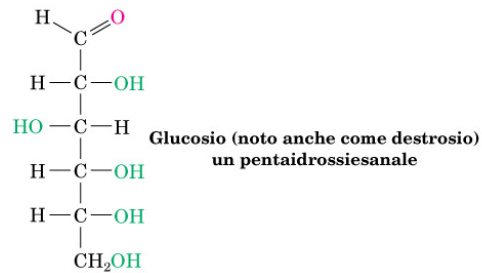 H O
C
H—C—OH
HO—C—H
Glucosio (noto anche come destrosio)
un pentaidrossiesanale
H—C—OH
H—C—OH
CH₂OH